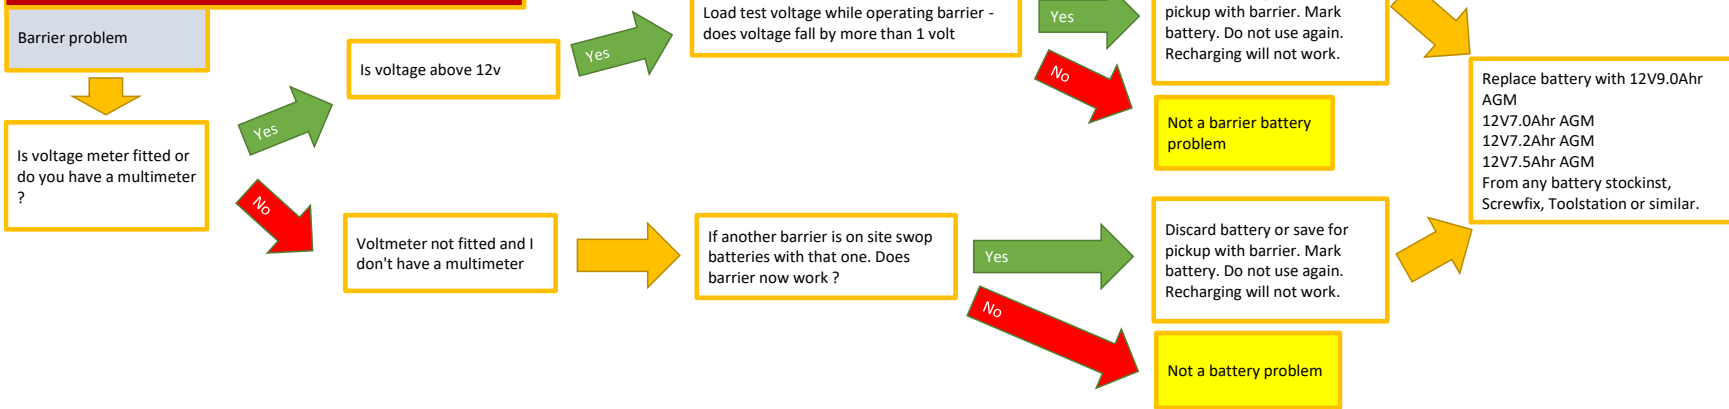 Barrier problem
Is voltage meter fitted or
do you have a multimeter
?
Yes
No
Is voltage above 12v
Yes
Voltmeter not fitted and I
don't have a multimeter
Load test voltage while operating barrier -
does voltage fall by more than 1 volt
Yes
No
pickup with barrier. Mark
battery. Do not use again.
Recharging will not work.
Not a barrier battery
problem
If another barrier is on site swop
batteries with that one. Does
barrier now work ?
Yes
No
Discard battery or save for
pickup with barrier. Mark
battery. Do not use again.
Recharging will not work.
Not a battery problem
Replace battery with 12V9.0Ahr
AGM
12V7.0Ahr AGM
12V7.2Ahr AGM
12V7.5Ahr AGM
From any battery stockinst,
Screwfix, Toolstation or similar.